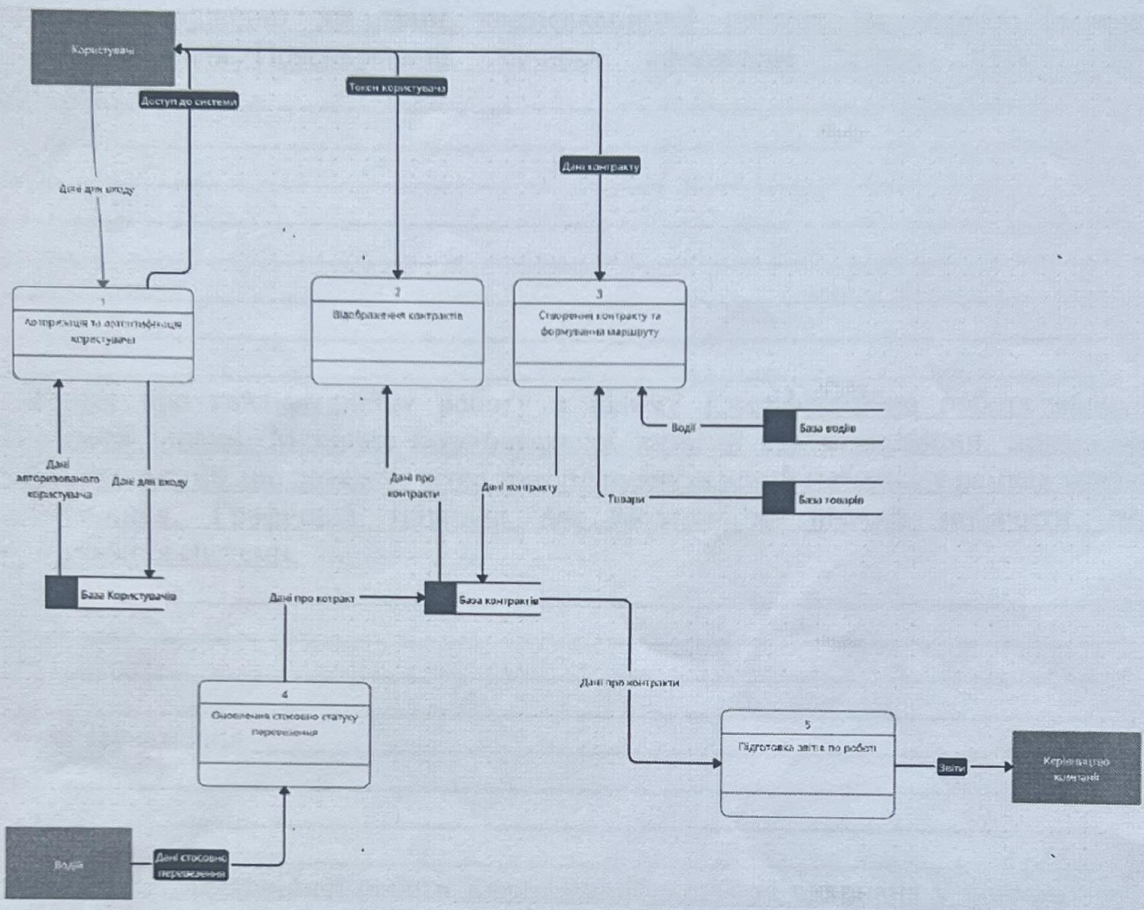 Користувачі
Доступ до системи
Токен користувача
Дані контракту
Дані для входу
1
Авторизація та
користувача
2
Відображення контрактів
3
Створення контракту та
формування маршруту
Водії
База водіїв
Товари
База товарів
Дані
авторизованого
користувача
Дані для входу
Дані про
контракти
Дані контракту
База Користувачів
Дані про котракт
База контрактів
Дані про контракти
4
Оновлення стосовно статусу
перевезення
5
Підготовка звітів по роботі
Звіти
Керівництво
компанії
Водій
Дані стосовно
перевезення